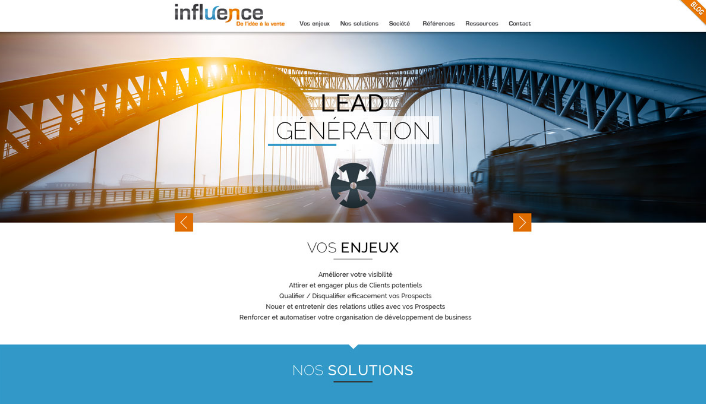 influence
De l'idée à la vente
Vos enjeux Nos solutions Société Références Ressources Contact
BLOG
LEAD
GÉNÉRATION
VOS ENJEUX
Améliorer votre visibilité
Attirer et engager plus de Clients potentiels
Qualifier / Disqualifier efficacement vos Prospects
Nouer et entretenir des relations utiles avec vos Prospects
Renforcer et automatiser votre organisation de développement de business
NOS SOLUTIONS